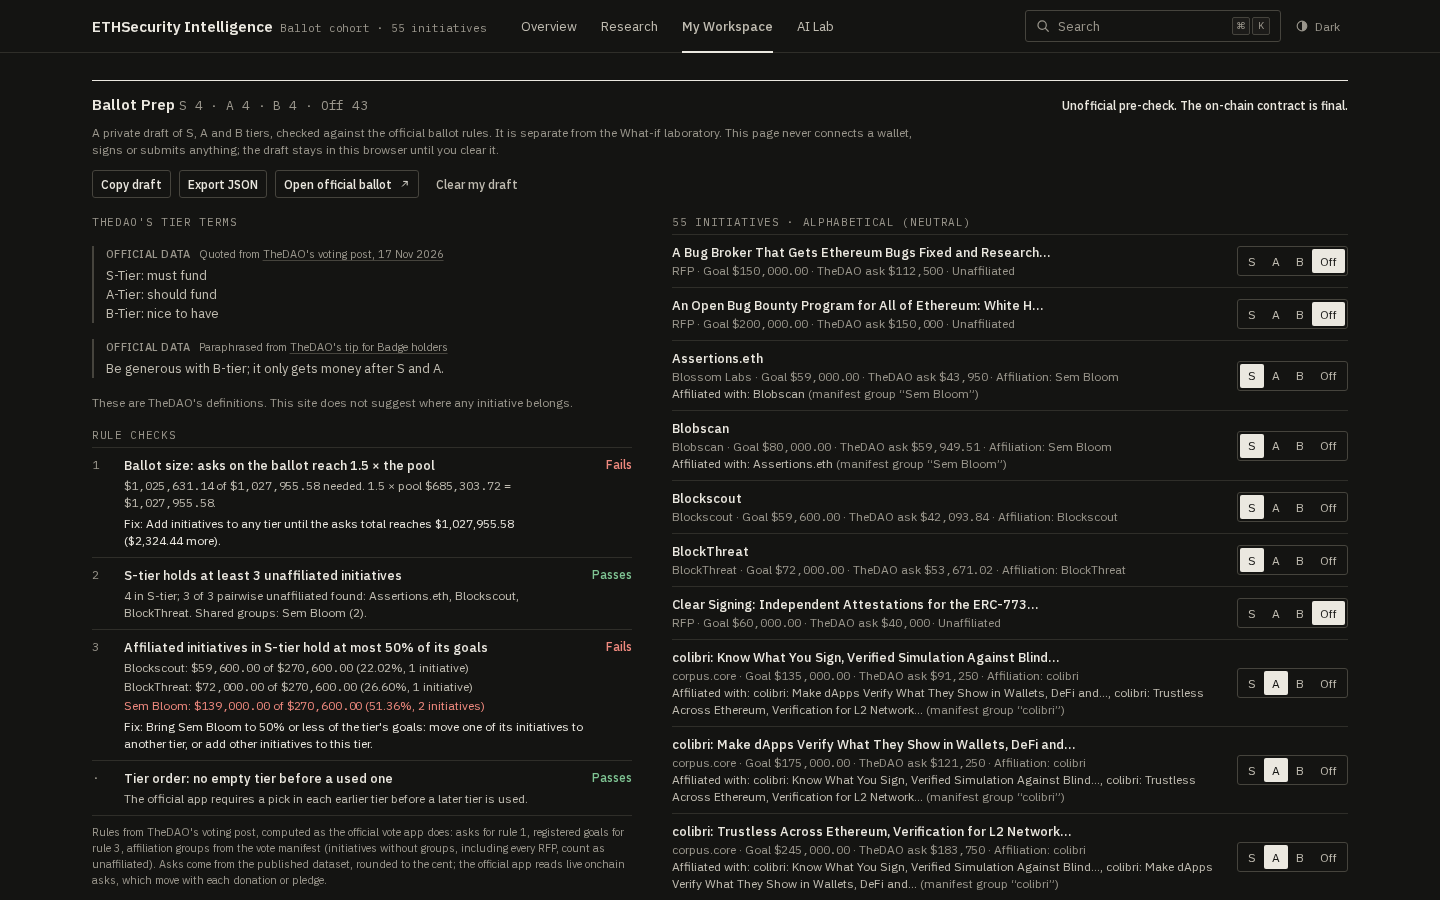 ETHSecurity Intelligence Ballot cohort · 55 initiatives Overview Research My Workspace AI Lab Search ⌘ K Dark
Ballot Prep S 4 · A 4 · B 4 · Off 43 Unofficial pre-check. The on-chain contract is final.
A private draft of S, A and B tiers, checked against the official ballot rules. It is separate from the What-if laboratory. This page never connects a wallet,
signs or submits anything; the draft stays in this browser until you clear it.
Copy draft Export JSON Open official ballot ↗ Clear my draft
THEDAO'S TIER TERMS
OFFICIAL DATA Quoted from TheDAO's voting post, 17 Nov 2026
S-Tier: must fund
A-Tier: should fund
B-Tier: nice to have
OFFICIAL DATA Paraphrased from TheDAO's tip for Badge holders
Be generous with B-tier; it only gets money after S and A.
These are TheDAO's definitions. This site does not suggest where any initiative belongs.
RULE CHECKS
1 Ballot size: asks on the ballot reach 1.5 × the pool Fails
$1,025,631.14 of $1,027,955.58 needed. 1.5 × pool $685,303.72 =
$1,027,955.58.
Fix: Add initiatives to any tier until the asks total reaches $1,027,955.58
($2,324.44 more).
2 S-tier holds at least 3 unaffiliated initiatives Passes
4 in S-tier; 3 of 3 pairwise unaffiliated found: Assertions.eth, Blockscout,
BlockThreat. Shared groups: Sem Bloom (2).
3 Affiliated initiatives in S-tier hold at most 50% of its goals Fails
Blockscout: $59,600.00 of $270,600.00 (22.02%, 1 initiative)
BlockThreat: $72,000.00 of $270,600.00 (26.60%, 1 initiative)
Sem Bloom: $139,000.00 of $270,600.00 (51.36%, 2 initiatives)
Fix: Bring Sem Bloom to 50% or less of the tier's goals: move one of its initiatives to
another tier, or add other initiatives to this tier.
· Tier order: no empty tier before a used one Passes
The official app requires a pick in each earlier tier before a later tier is used.
Rules from TheDAO's voting post, computed as the official vote app does: asks for rule 1, registered goals for
rule 3, affiliation groups from the vote manifest (initiatives without groups, including every RFP, count as
unaffiliated). Asks come from the published dataset, rounded to the cent; the official app reads live onchain
asks, which move with each donation or pledge.
55 INITIATIVES · ALPHABETICAL (NEUTRAL)
A Bug Broker That Gets Ethereum Bugs Fixed and Research…
RFP · Goal $150,000.00 · TheDAO ask $112,500 · Unaffiliated
S A B Off
An Open Bug Bounty Program for All of Ethereum: White H…
RFP · Goal $200,000.00 · TheDAO ask $150,000 · Unaffiliated
S A B Off
Assertions.eth
Blossom Labs · Goal $59,000.00 · TheDAO ask $43,950 · Affiliation: Sem Bloom
Affiliated with: Blobscan (manifest group “Sem Bloom”)
S A B Off
Blobscan
Blobscan · Goal $80,000.00 · TheDAO ask $59,949.51 · Affiliation: Sem Bloom
Affiliated with: Assertions.eth (manifest group “Sem Bloom”)
S A B Off
Blockscout
Blockscout · Goal $59,600.00 · TheDAO ask $42,093.84 · Affiliation: Blockscout
S A B Off
BlockThreat
BlockThreat · Goal $72,000.00 · TheDAO ask $53,671.02 · Affiliation: BlockThreat
S A B Off
Clear Signing: Independent Attestations for the ERC-773…
RFP · Goal $60,000.00 · TheDAO ask $40,000 · Unaffiliated
S A B Off
colibri: Know What You Sign, Verified Simulation Against Blind…
corpus.core · Goal $135,000.00 · TheDAO ask $91,250 · Affiliation: colibri
Affiliated with: colibri: Make dApps Verify What They Show in Wallets, DeFi and…, colibri: Trustless
Across Ethereum, Verification for L2 Network… (manifest group “colibri”)
S A B Off
colibri: Make dApps Verify What They Show in Wallets, DeFi and…
corpus.core · Goal $175,000.00 · TheDAO ask $121,250 · Affiliation: colibri
Affiliated with: colibri: Know What You Sign, Verified Simulation Against Blind…, colibri: Trustless
Across Ethereum, Verification for L2 Network… (manifest group “colibri”)
S A B Off
colibri: Trustless Across Ethereum, Verification for L2 Network…
corpus.core · Goal $245,000.00 · TheDAO ask $183,750 · Affiliation: colibri
Affiliated with: colibri: Know What You Sign, Verified Simulation Against Blind…, colibri: Make dApps
Verify What They Show in Wallets, DeFi and… (manifest group “colibri”)
S A B Off